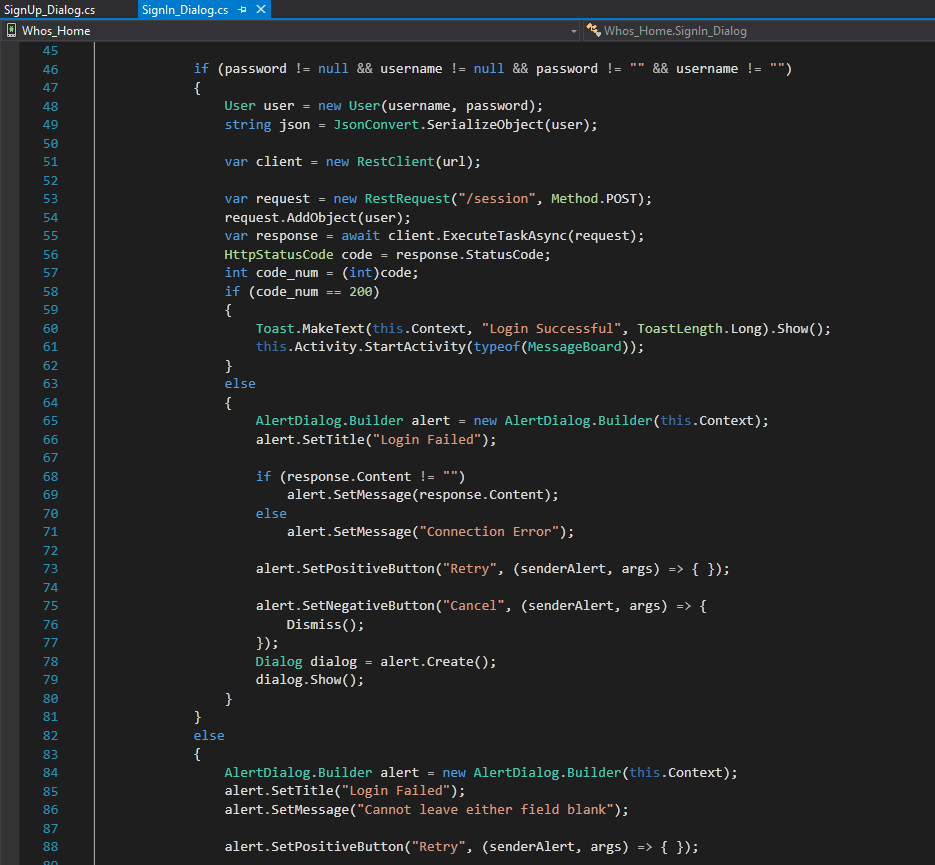 SignUp_Dialog.cs SignIn_Dialog.cs
Whos_Home Whos_Home.SignIn_Dialog
45
46 if (password != null && username != null && password != "" && username != "")
47 {
48 User user = new User(username, password);
49 string json = JsonConvert.SerializeObject(user);
50
51 var client = new RestClient(url);
52
53 var request = new RestRequest("/session", Method.POST);
54 request.AddObject(user);
55 var response = await client.ExecuteTaskAsync(request);
56 HttpStatusCode code = response.StatusCode;
57 int code_num = (int)code;
58 if (code_num == 200)
59 {
60 Toast.MakeText(this.Context, "Login Successful", ToastLength.Long).Show();
61 this.Activity.StartActivity(typeof(MessageBoard));
62 }
63 else
64 {
65 AlertDialog.Builder alert = new AlertDialog.Builder(this.Context);
66 alert.SetTitle("Login Failed");
67
68 if (response.Content != "")
69 alert.SetMessage(response.Content);
70 else
71 alert.SetMessage("Connection Error");
72
73 alert.SetPositiveButton("Retry", (senderAlert, args) => { });
74
75 alert.SetNegativeButton("Cancel", (senderAlert, args) => {
76 Dismiss();
77 });
78 Dialog dialog = alert.Create();
79 dialog.Show();
80 }
81 }
82 else
83 {
84 AlertDialog.Builder alert = new AlertDialog.Builder(this.Context);
85 alert.SetTitle("Login Failed");
86 alert.SetMessage("Cannot leave either field blank");
87
88 alert.SetPositiveButton("Retry", (senderAlert, args) => { });